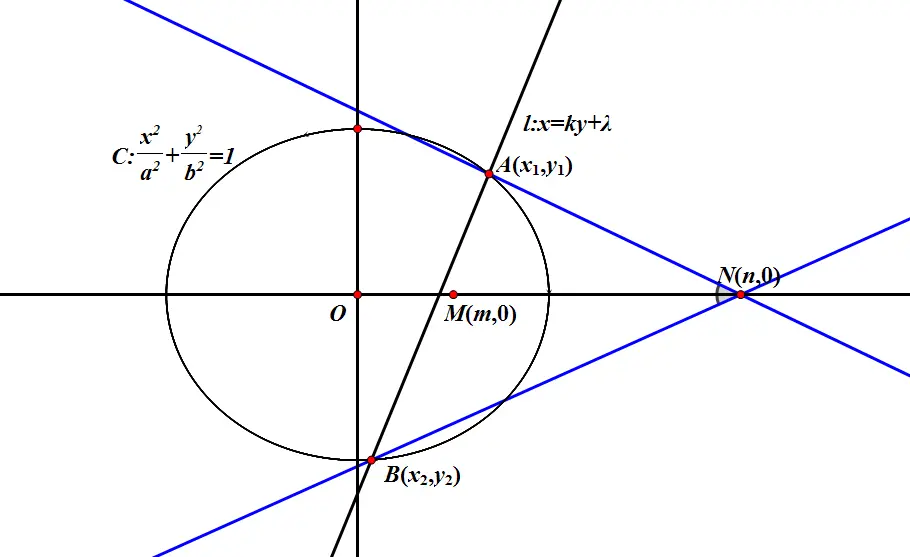 l:x=ky+λ
C: x²/a² + y²/b² =1
A(x₁,y₁)
N(n,0)
O
M(m,0)
B(x₂,y₂)